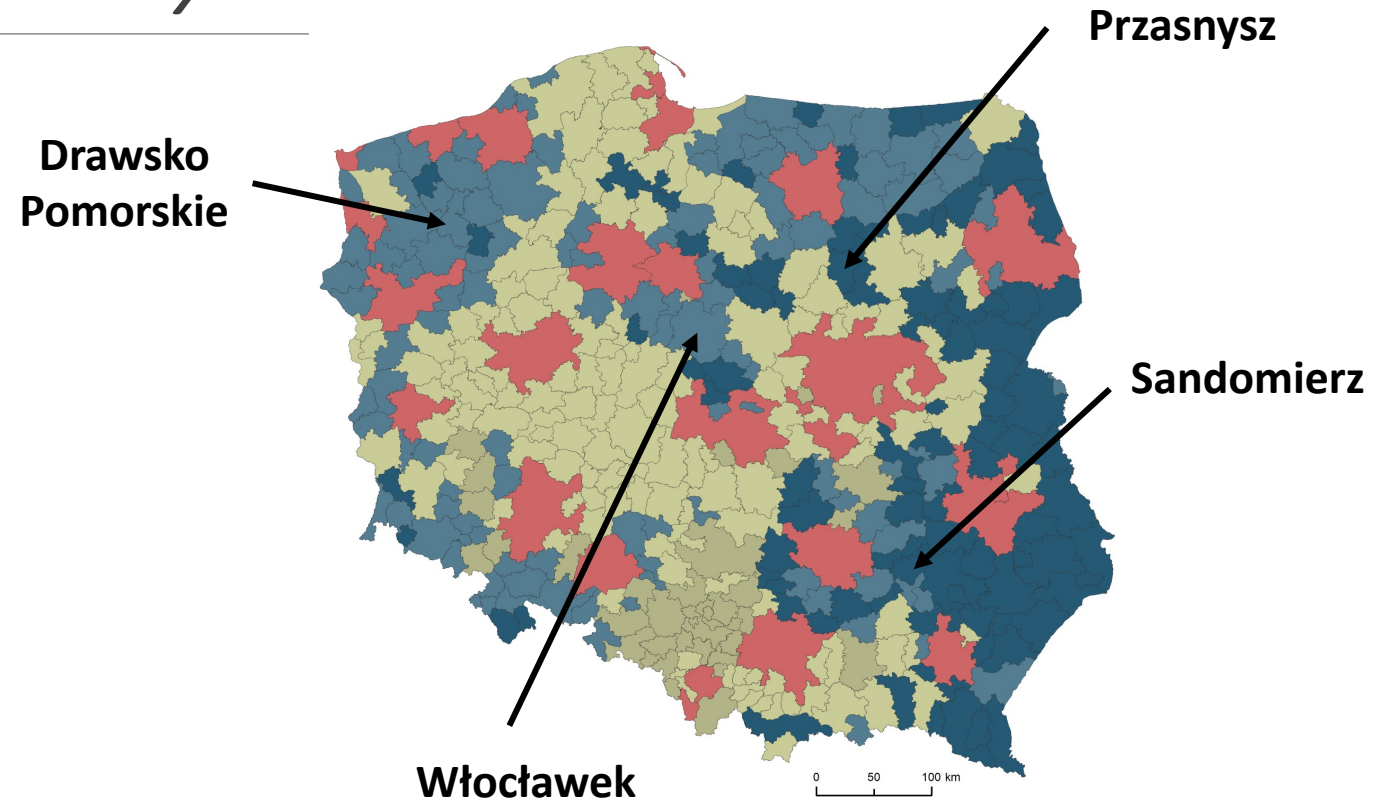 Przasnysz
Drawsko
Pomorskie
Sandomierz
Włocławek
0 50 100 km